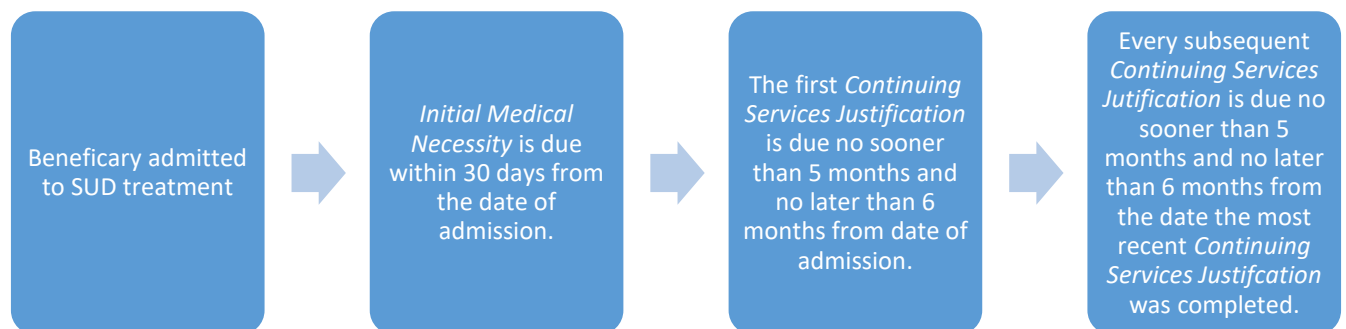 Beneficary admitted
to SUD treatment
Initial Medical
Necessity is due
within 30 days from
the date of
admission.
The first Continuing
Services Justification
is due no sooner
than 5 months and
no later than 6
months from date of
admission.
Every subsequent
Continuing Services
Jutification is due no
sooner than 5
months and no later
than 6 months from
the date the most
recent Continuing
Services Justifcation
was completed.